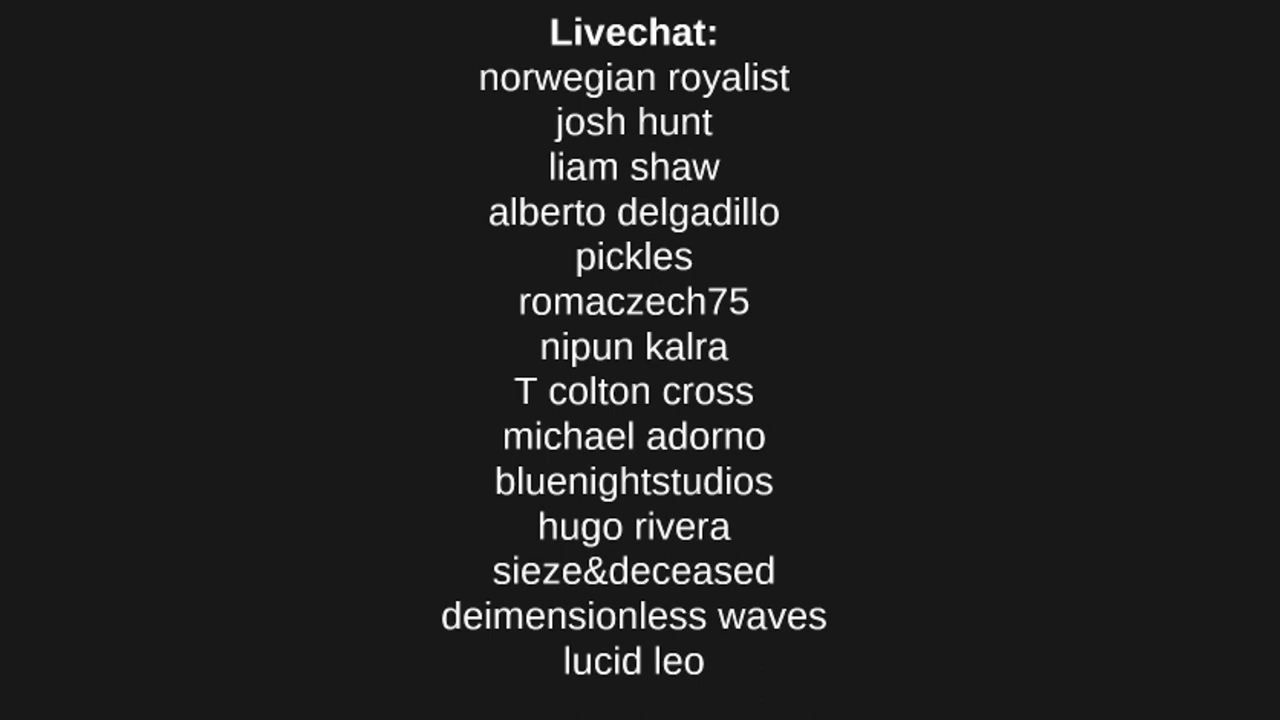 Livechat:
norwegian royalist
josh hunt
liam shaw
alberto delgadillo
pickles
romaczech75
nipun kalra
T colton cross
michael adorno
bluenightstudios
hugo rivera
sieze&deceased
deimensionless waves
lucid leo